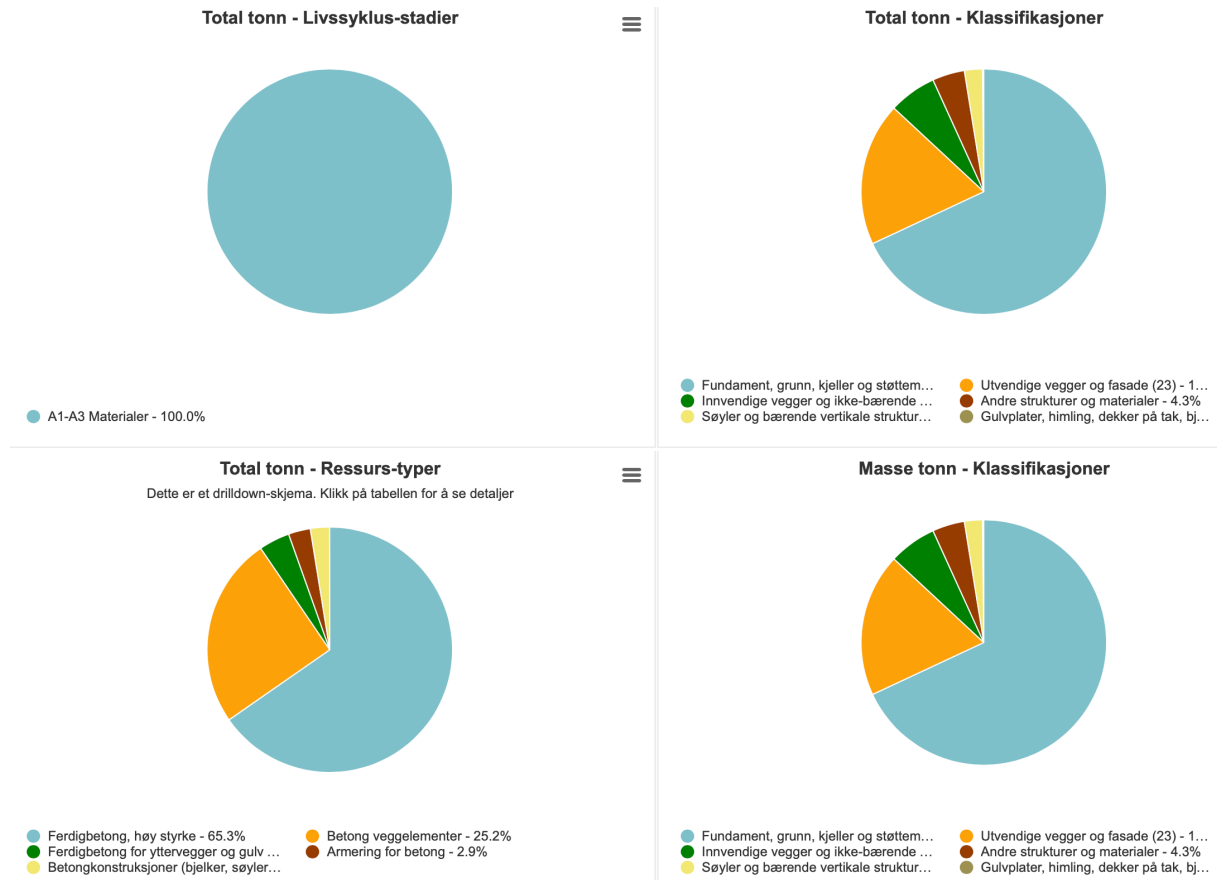 Total tonn - Livssyklus-stadier
A1-A3 Materialer - 100.0%
Total tonn - Klassifikasjoner
Fundament, grunn, kjeller og støttem…
Utvendige vegger og fasade (23) - 1…
Innvendige vegger og ikke-bærende …
Andre strukturer og materialer - 4.3%
Søyler og bærende vertikale struktur…
Gulvplater, himling, dekker på tak, bj…
Total tonn - Ressurs-typer
Dette er et drilldown-skjema. Klikk på tabellen for å se detaljer
Ferdigbetong, høy styrke - 65.3%
Betong veggelementer - 25.2%
Ferdigbetong for yttervegger og gulv …
Armering for betong - 2.9%
Betongkonstruksjoner (bjelker, søyler…
Masse tonn - Klassifikasjoner
Fundament, grunn, kjeller og støttem…
Utvendige vegger og fasade (23) - 1…
Innvendige vegger og ikke-bærende …
Andre strukturer og materialer - 4.3%
Søyler og bærende vertikale struktur…
Gulvplater, himling, dekker på tak, bj…